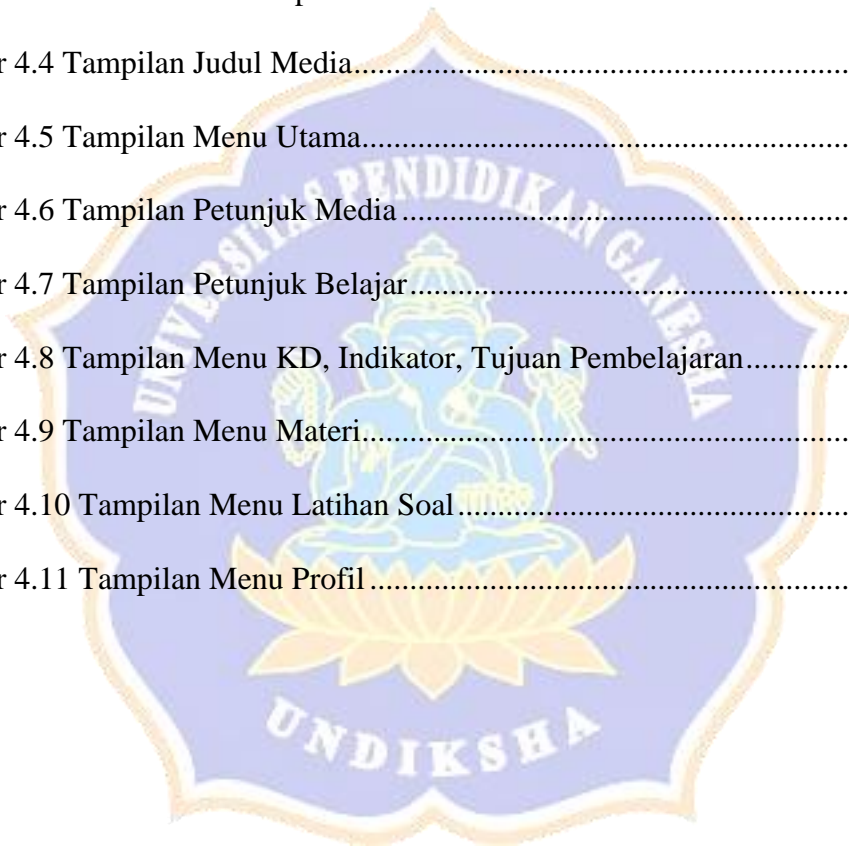 r 4.4 Tampilan Judul Media............................................................
r 4.5 Tampilan Menu Utama...........................................................
r 4.6 Tampilan Petunjuk Media......................................................
r 4.7 Tampilan Petunjuk Belajar.....................................................
r 4.8 Tampilan Menu KD, Indikator, Tujuan Pembelajaran.............
r 4.9 Tampilan Menu Materi...........................................................
r 4.10 Tampilan Menu Latihan Soal...............................................
r 4.11 Tampilan Menu Profil..........................................................
UNIVERSITAS PENDIDIKAN GANESHA
UNDIKSHA